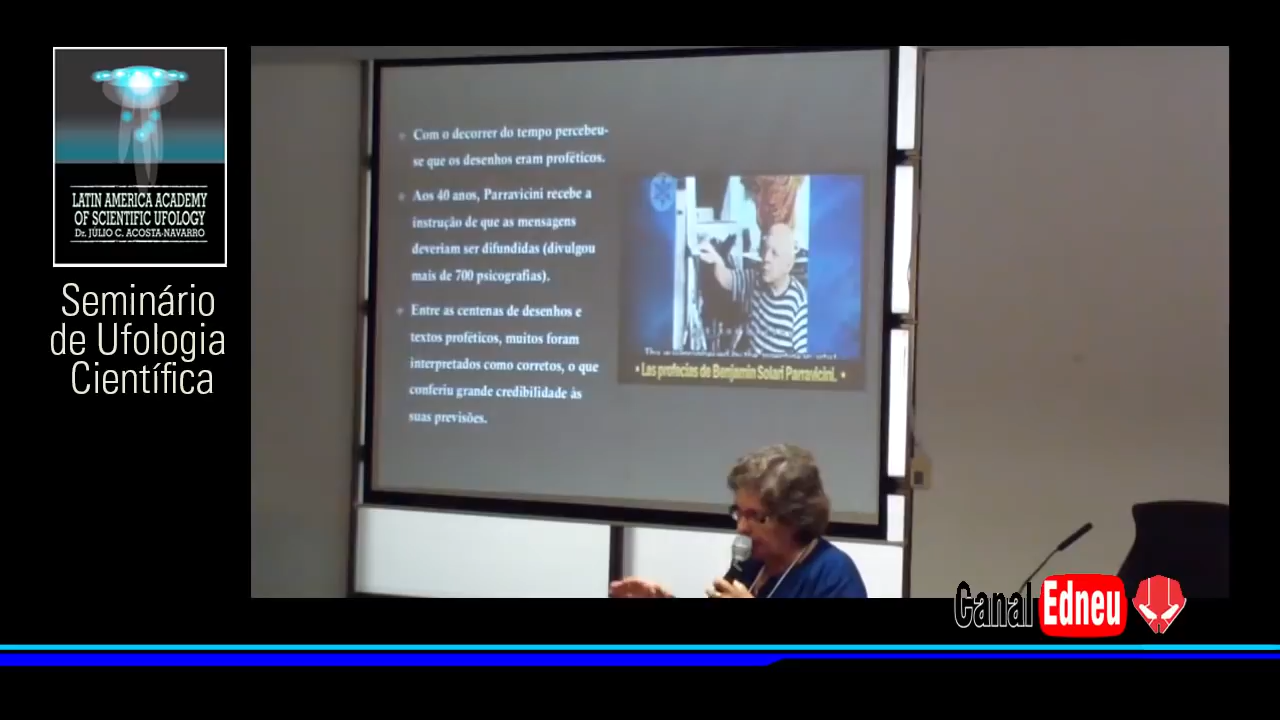 LATIN AMERICA ACADEMY
OF SCIENTIFIC UFOLOGY
Dr. JÚLIO C. ACOSTA-NAVARRO
Seminário
de Ufologia
Científica
Com o decorrer do tempo percebeu-
se que os desenhos eram proféticos.
Aos 40 anos, Parravicini recebe a
instrução de que as mensagens
deveriam ser difundidas (divulgou
mais de 700 psicografias).
Entre as centenas de desenhos e
textos proféticos, muitos foram
interpretados como corretos, o que
conferiu grande credibilidade às
suas previsões.
• Las profecias de Benjamin Solari Parravicini. •
Canal Edneu